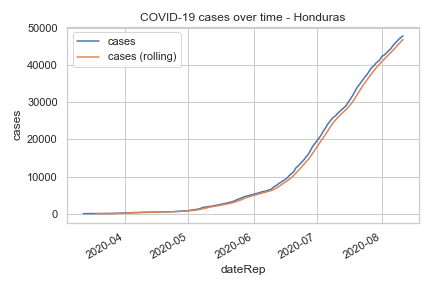 COVID-19 cases over time - Honduras
cases
cases (rolling)
50000
40000
30000
20000
10000
0
cases
2020-04
2020-05
2020-06
2020-07
2020-08
dateRep